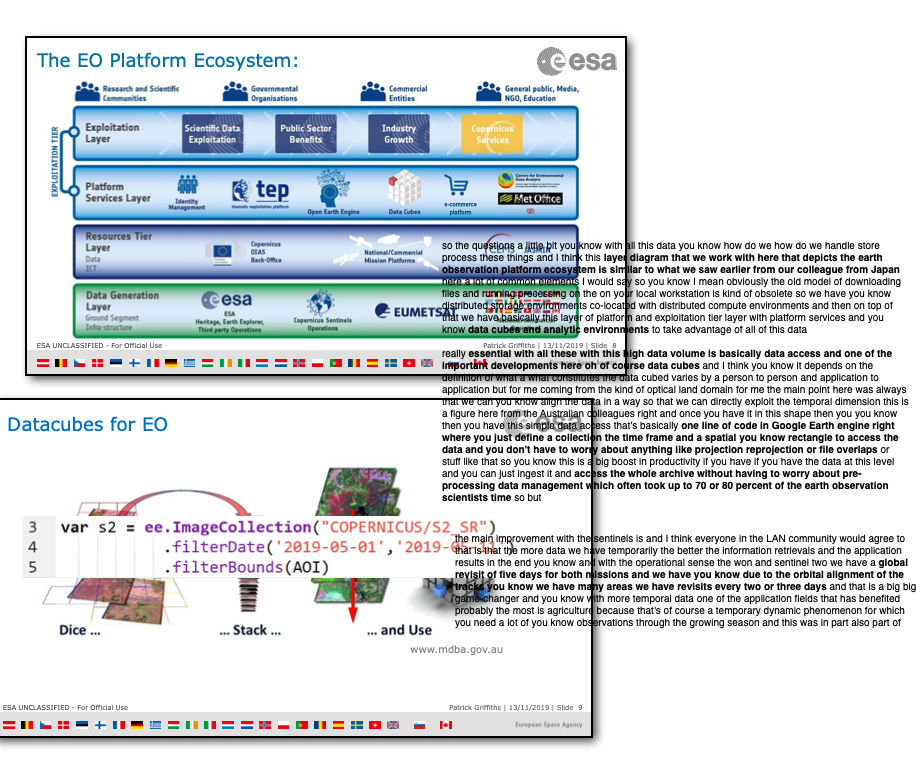 The EO Platform Ecosystem:
esa
Research and Scientific Communities
Governmental Organisations
Commercial Entities
General public, Media, NGO, Education
EXPLOITATION TIER
Exploitation Layer
Scientific Data Exploitation
Public Sector Benefits
Industry Growth
Copernicus Services
Platform Services Layer
Identity Management
tep
thematic exploitation platform
Open Earth Engine
Data Cubes
e-commerce platform
Centre for Environmental Data Analysis
Met Office
Resources Tier Layer
Data
ICT
Copernicus DIAS Back-Office
National/Commercial Mission Platforms
Data Generation Layer
Ground Segment
Infra-structure
esa
ESA
Heritage, Earth Explorer, Third party Operations
Copernicus Sentinels Operations
EUMETSAT
ESA UNCLASSIFIED - For Official Use
Patrick Griffiths | 13/11/2019 | Slide 8
so the questions a little bit you know with all this data you know how do we how do we handle store
process these things and I think this layer diagram that we work with here that depicts the earth
observation platform ecosystem is similar to what we saw earlier from our colleague from Japan
here a lot of common elements I would say so you know I mean obviously the old model of downloading
files and running processing on the on your local workstation is kind of obsolete so we have you know
distributed storage environments co-located with distributed compute environments and then on top of
that we have basically this layer of platform and exploitation tier layer with platform services and you
know data cubes and analytic environments to take advantage of all of this data
really essential with all these with this high data volume is basically data access and one of the
important developments here on of course data cubes and I think you know it depends on the
definition of what a what constitutes the data cubed varies by a person to person and application to
application but for me coming from the kind of optical land domain for me the main point here was always
that we can you know align the data in a way so that we can directly exploit the temporal dimension this is
a figure here from the Australian colleagues right and once you have it in this shape then you you know
then you have this simple data access that's basically one line of code in Google Earth engine right
where you just define a collection the time frame and a spatial you know rectangle to access the
data and you don't have to worry about anything like projection reprojection or file overlaps or
stuff like that so you know this is a big boost in productivity if you have if you have the data at this level
and you can just ingest it and access the whole archive without having to worry about pre-
processing data management which often took up to 70 or 80 percent of the earth observation
scientists time so but
Datacubes for EO
esa
3 var s2 = ee.ImageCollection("COPERNICUS/S2_SR")
4 .filterDate('2019-05-01','2019-05-11')
5 .filterBounds(AOI)
Dice ...
... Stack ...
... and Use
www.mdba.gov.au
the main improvement with the sentinels is and I think everyone in the LAN community would agree to
that is that the more data we have temporarily the better the information retrievals and the application
results in the end you know and with the operational sense the won and sentinel two we have a global
revisit of five days for both missions and we have you know due to the orbital alignment of the
tracks you know we have many areas we have revisits every two or three days and that is a big big
game-changer and you know with more temporal data one of the application fields that has benefited
probably the most is agriculture because that's of course a temporary dynamic phenomenon for which
you need a lot of you know observations through the growing season and this was in part also part of
ESA UNCLASSIFIED - For Official Use
Patrick Griffiths | 13/11/2019 | Slide 9
European Space Agency